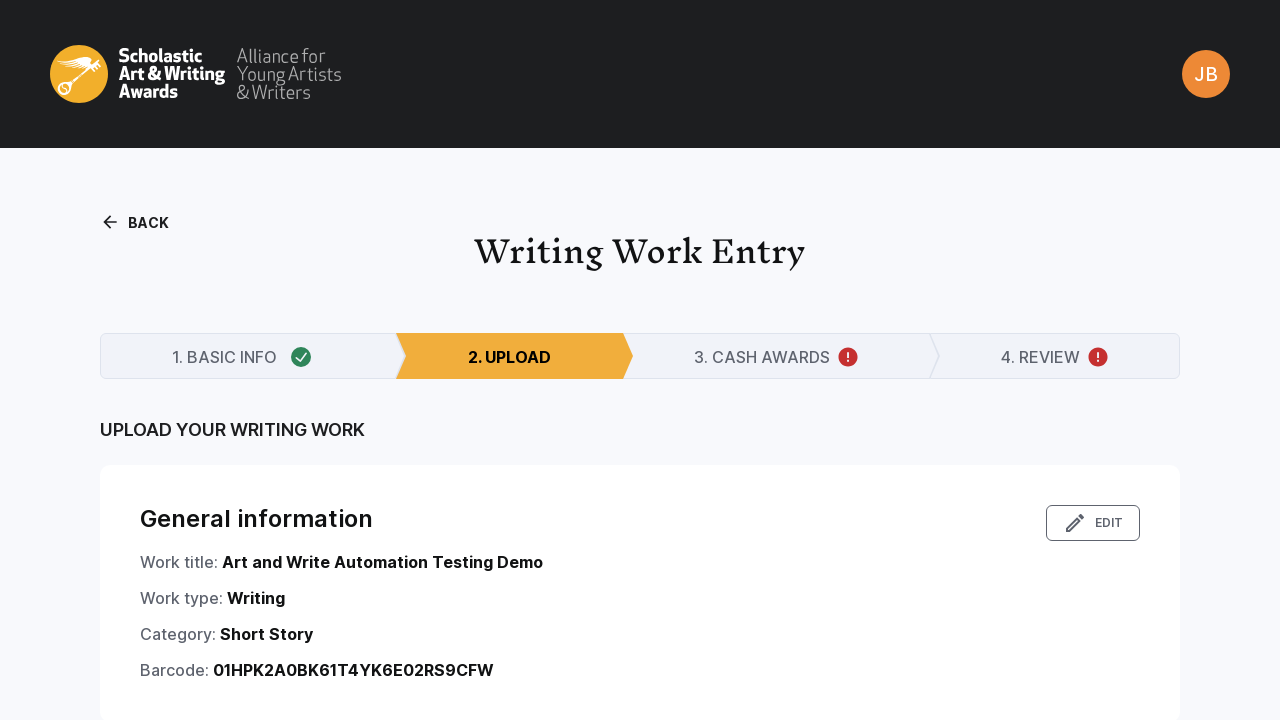 Scholastic
Art & Writing
Awards
Alliance for
Young Artists
& Writers
JB
BACK
Writing Work Entry
1. BASIC INFO
2. UPLOAD
3. CASH AWARDS
4. REVIEW
UPLOAD YOUR WRITING WORK
General information
EDIT
Work title: Art and Write Automation Testing Demo
Work type: Writing
Category: Short Story
Barcode: 01HPK2A0BK61T4YK6E02RS9CFW